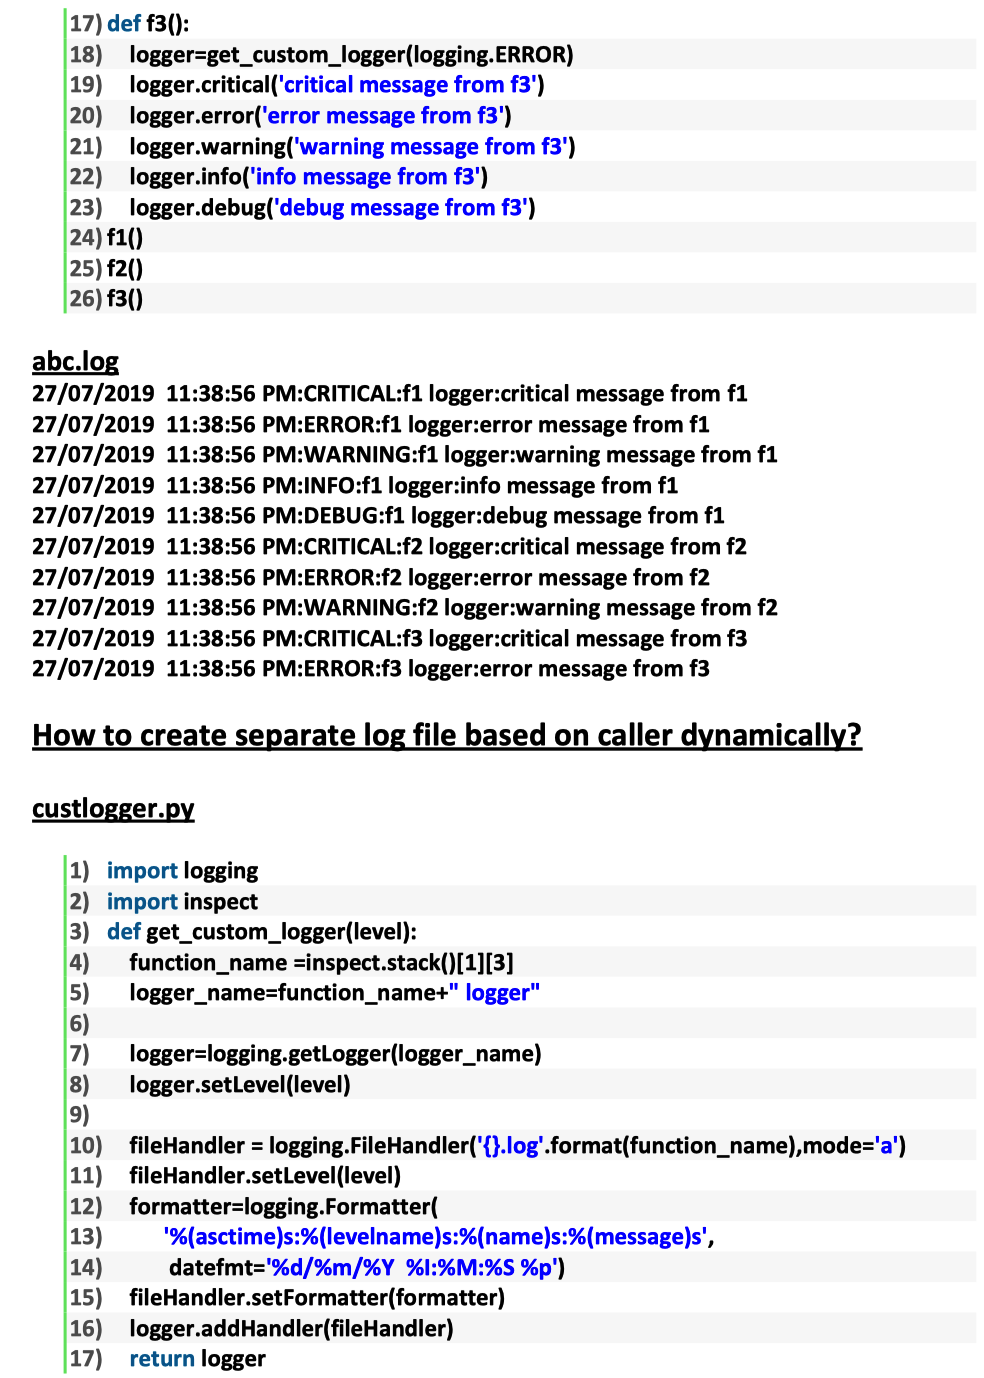 17) def f3():
18) logger=get_custom_logger(logging.ERROR)
19) logger.critical('critical message from f3')
20) logger.error('error message from f3')
21) logger.warning('warning message from f3')
22) logger.info('info message from f3')
23) logger.debug('debug message from f3')
24) f1()
25) f2()
26) f3()
abc.log
27/07/2019  11:38:56 PM:CRITICAL:f1 logger:critical message from f1
27/07/2019  11:38:56 PM:ERROR:f1 logger:error message from f1
27/07/2019  11:38:56 PM:WARNING:f1 logger:warning message from f1
27/07/2019  11:38:56 PM:INFO:f1 logger:info message from f1
27/07/2019  11:38:56 PM:DEBUG:f1 logger:debug message from f1
27/07/2019  11:38:56 PM:CRITICAL:f2 logger:critical message from f2
27/07/2019  11:38:56 PM:ERROR:f2 logger:error message from f2
27/07/2019  11:38:56 PM:WARNING:f2 logger:warning message from f2
27/07/2019  11:38:56 PM:CRITICAL:f3 logger:critical message from f3
27/07/2019  11:38:56 PM:ERROR:f3 logger:error message from f3
How to create separate log file based on caller dynamically?
custlogger.py
1) import logging
2) import inspect
3) def get_custom_logger(level):
4) function_name =inspect.stack()[1][3]
5) logger_name=function_name+" logger"
6)
7) logger=logging.getLogger(logger_name)
8) logger.setLevel(level)
9)
10) fileHandler = logging.FileHandler('{}.log'.format(function_name),mode='a')
11) fileHandler.setLevel(level)
12) formatter=logging.Formatter(
13) '%(asctime)s:%(levelname)s:%(name)s:%(message)s',
14) datefmt='%d/%m/%Y  %I:%M:%S %p')
15) fileHandler.setFormatter(formatter)
16) logger.addHandler(fileHandler)
17) return logger